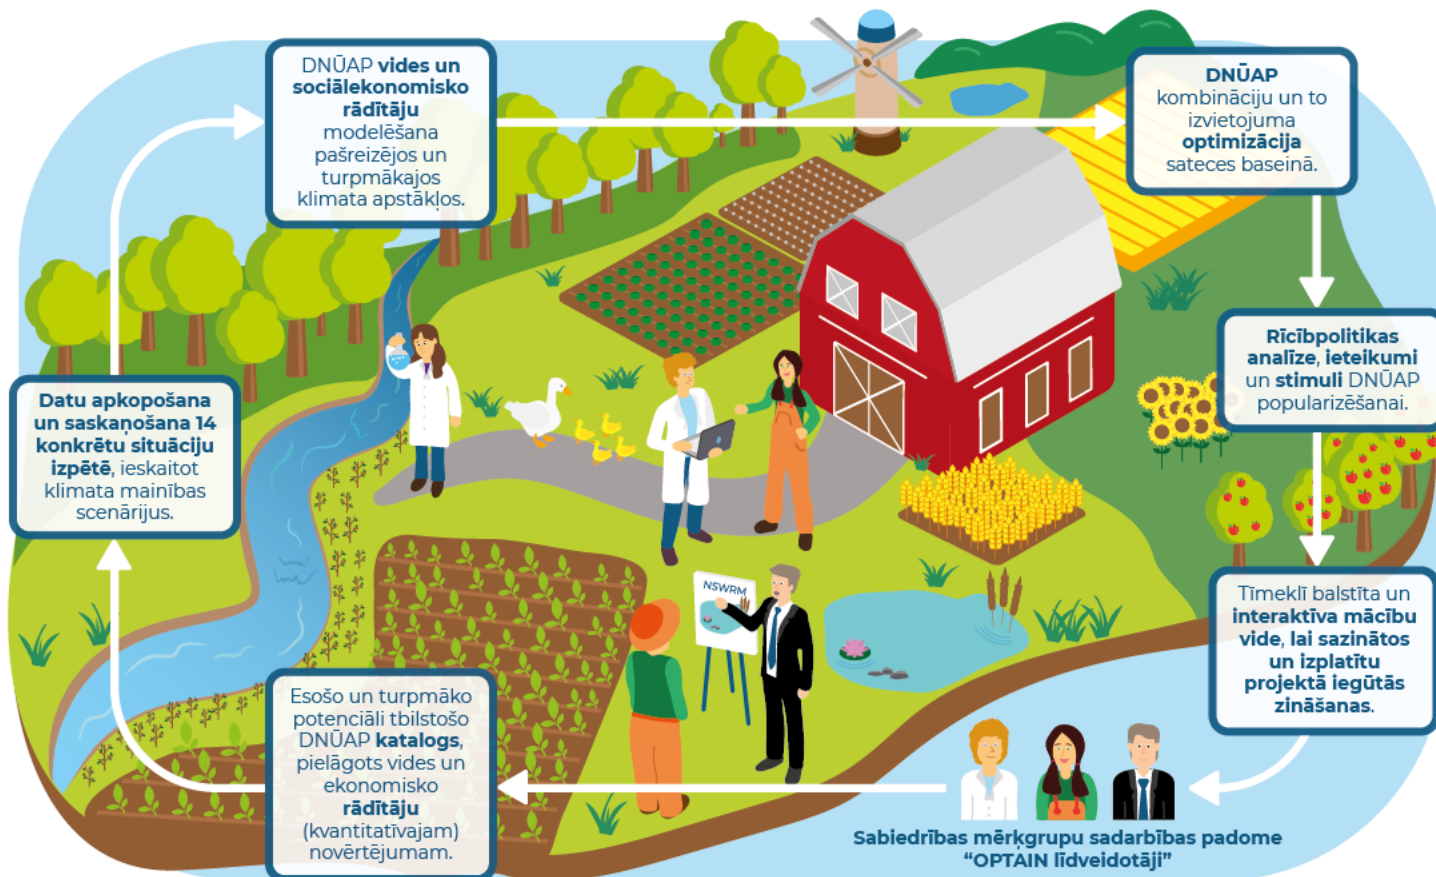 DNŪAP vides un
sociālekonomisko
rādītāju
modelēšana
pašreizējos un
turpmākajos
klimata apstākļos.
DNŪAP
kombināciju un to
izvietojuma
optimizācija
sateces baseinā.
Rīcībpolitikas
analīze, ieteikumi
un stimuli DNŪAP
popularizēšanai.
Datu apkopošana
un saskaņošana 14
konkrētu situāciju
izpētē, ieskaitot
klimata mainības
scenārijus.
NSWRM
Tīmeklī balstīta un
interaktīva mācību
vide, lai sazinātos
un izplatītu
projektā iegūtās
zināšanas.
Esošo un turpmāko
potenciāli tbilstošo
DNŪAP katalogs,
pielāgots vides un
ekonomisko
rādītāju
(kvantitatīvajam)
novērtējumam.
Sabiedrības mērķgrupu sadarbības padome
“OPTAIN līdveidotāji”